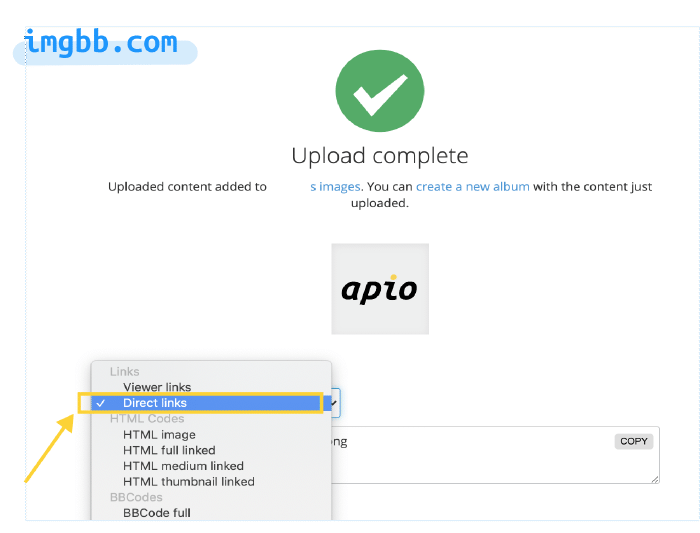 imgbb.com
Upload complete
Uploaded content added to s images. You can create a new album with the content just
uploaded.
apio
Links
Viewer links
Direct links
HTML Codes
HTML image
HTML full linked
HTML medium linked
HTML thumbnail linked
BBCodes
BBCode full
ong
COPY